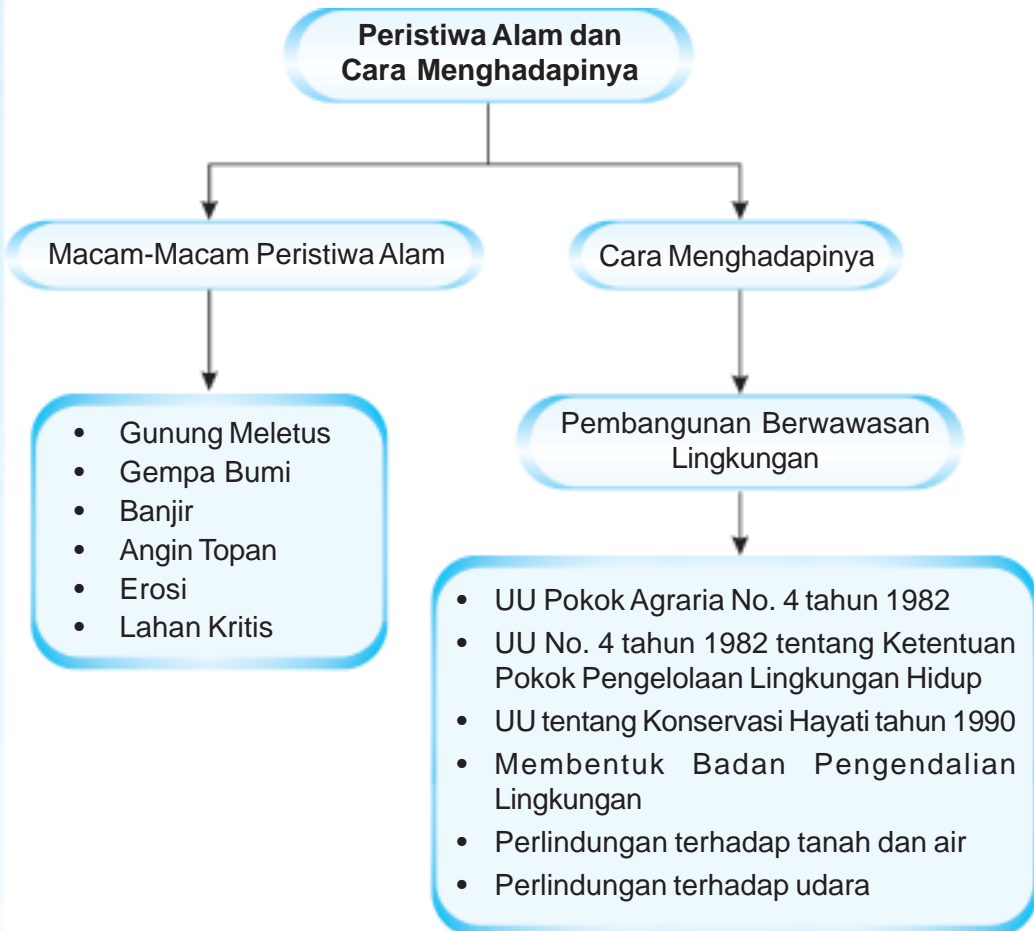 Peristiwa Alam dan
Cara Menghadapinya
Macam-Macam Peristiwa Alam
Cara Menghadapinya
• Gunung Meletus
• Gempa Bumi
• Banjir
• Angin Topan
• Erosi
• Lahan Kritis
Pembangunan Berwawasan
Lingkungan
• UU Pokok Agraria No. 4 tahun 1982
• UU No. 4 tahun 1982 tentang Ketentuan
Pokok Pengelolaan Lingkungan Hidup
• UU tentang Konservasi Hayati tahun 1990
• Membentuk Badan Pengendalian
Lingkungan
• Perlindungan terhadap tanah dan air
• Perlindungan terhadap udara